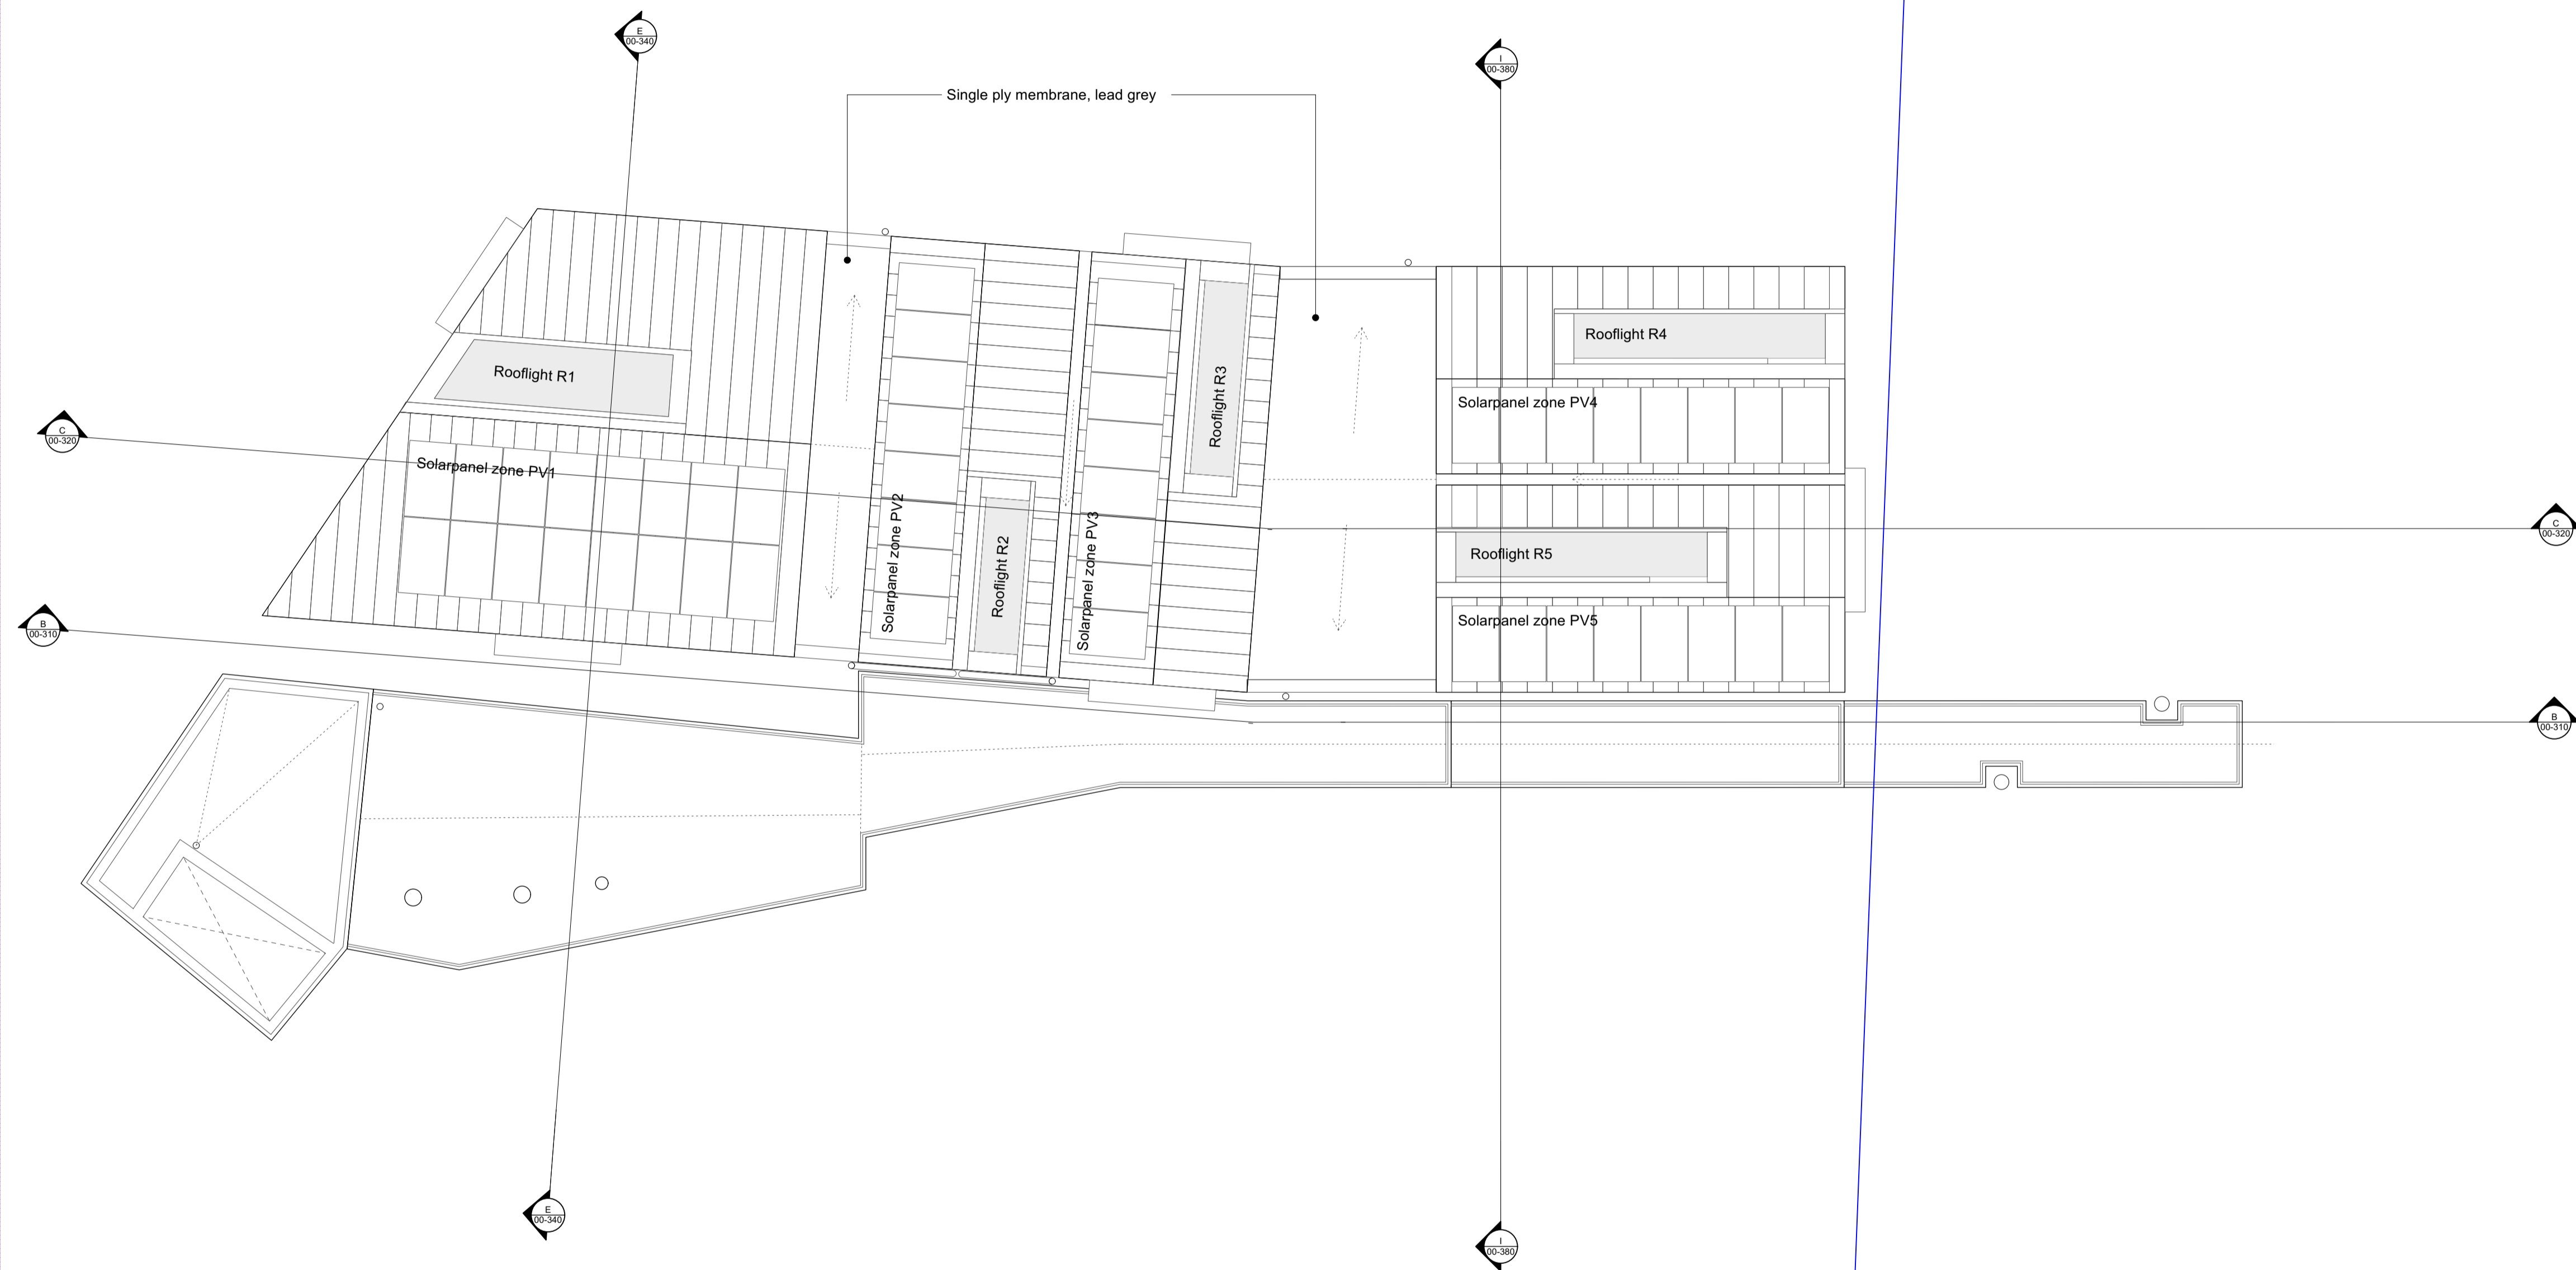 E
00-340
I
00-380
Single ply membrane, lead grey
Rooflight R1
Rooflight R4
Rooflight R3
Solarpanel zone PV4
C
00-320
Solarpanel zone PV1
Solarpanel zone PV2
Solarpanel zone PV3
C
00-320
Rooflight R2
Rooflight R5
B
00-310
Solarpanel zone PV5
B
00-310
E
00-340
I
00-380